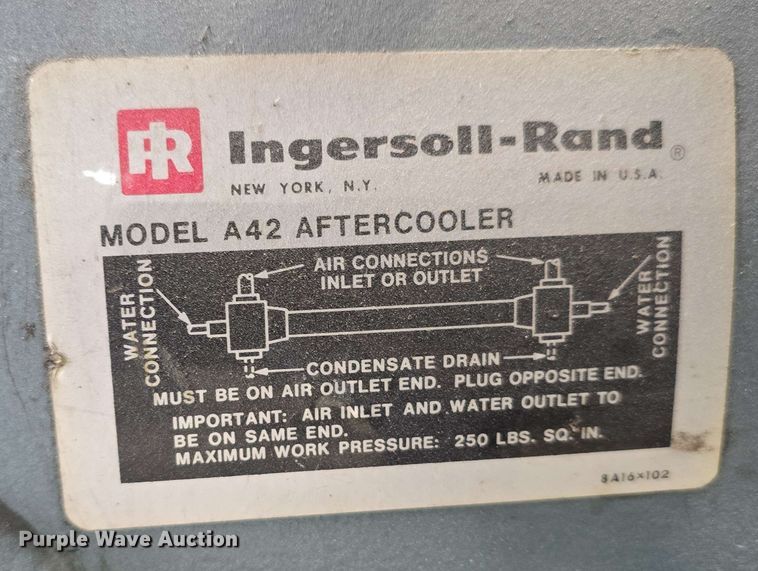 IR Ingersoll-Rand ®
NEW YORK, N.Y. MADE IN U.S.A.
MODEL A42 AFTERCOOLER
WATER CONNECTION
AIR CONNECTIONS
INLET OR OUTLET
WATER CONNECTION
CONDENSATE DRAIN
MUST BE ON AIR OUTLET END. PLUG OPPOSITE END.
IMPORTANT: AIR INLET AND WATER OUTLET TO
BE ON SAME END.
MAXIMUM WORK PRESSURE: 250 LBS. SQ. IN.
8A16×102
Purple Wave Auction